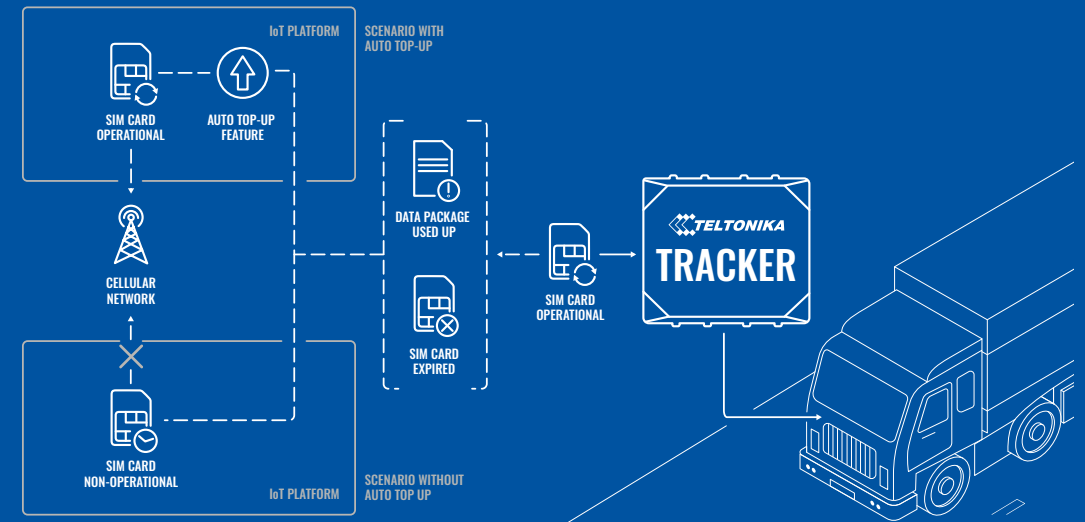 IoT PLATFORM
SCENARIO WITH
AUTO TOP-UP
SIM CARD
OPERATIONAL
AUTO TOP-UP
FEATURE
DATA PACKAGE
USED UP
TELTONIKA
TRACKER
CELLULAR
NETWORK
SIM CARD
OPERATIONAL
SIM CARD
EXPIRED
SIM CARD
NON-OPERATIONAL
IoT PLATFORM
SCENARIO WITHOUT
AUTO TOP UP